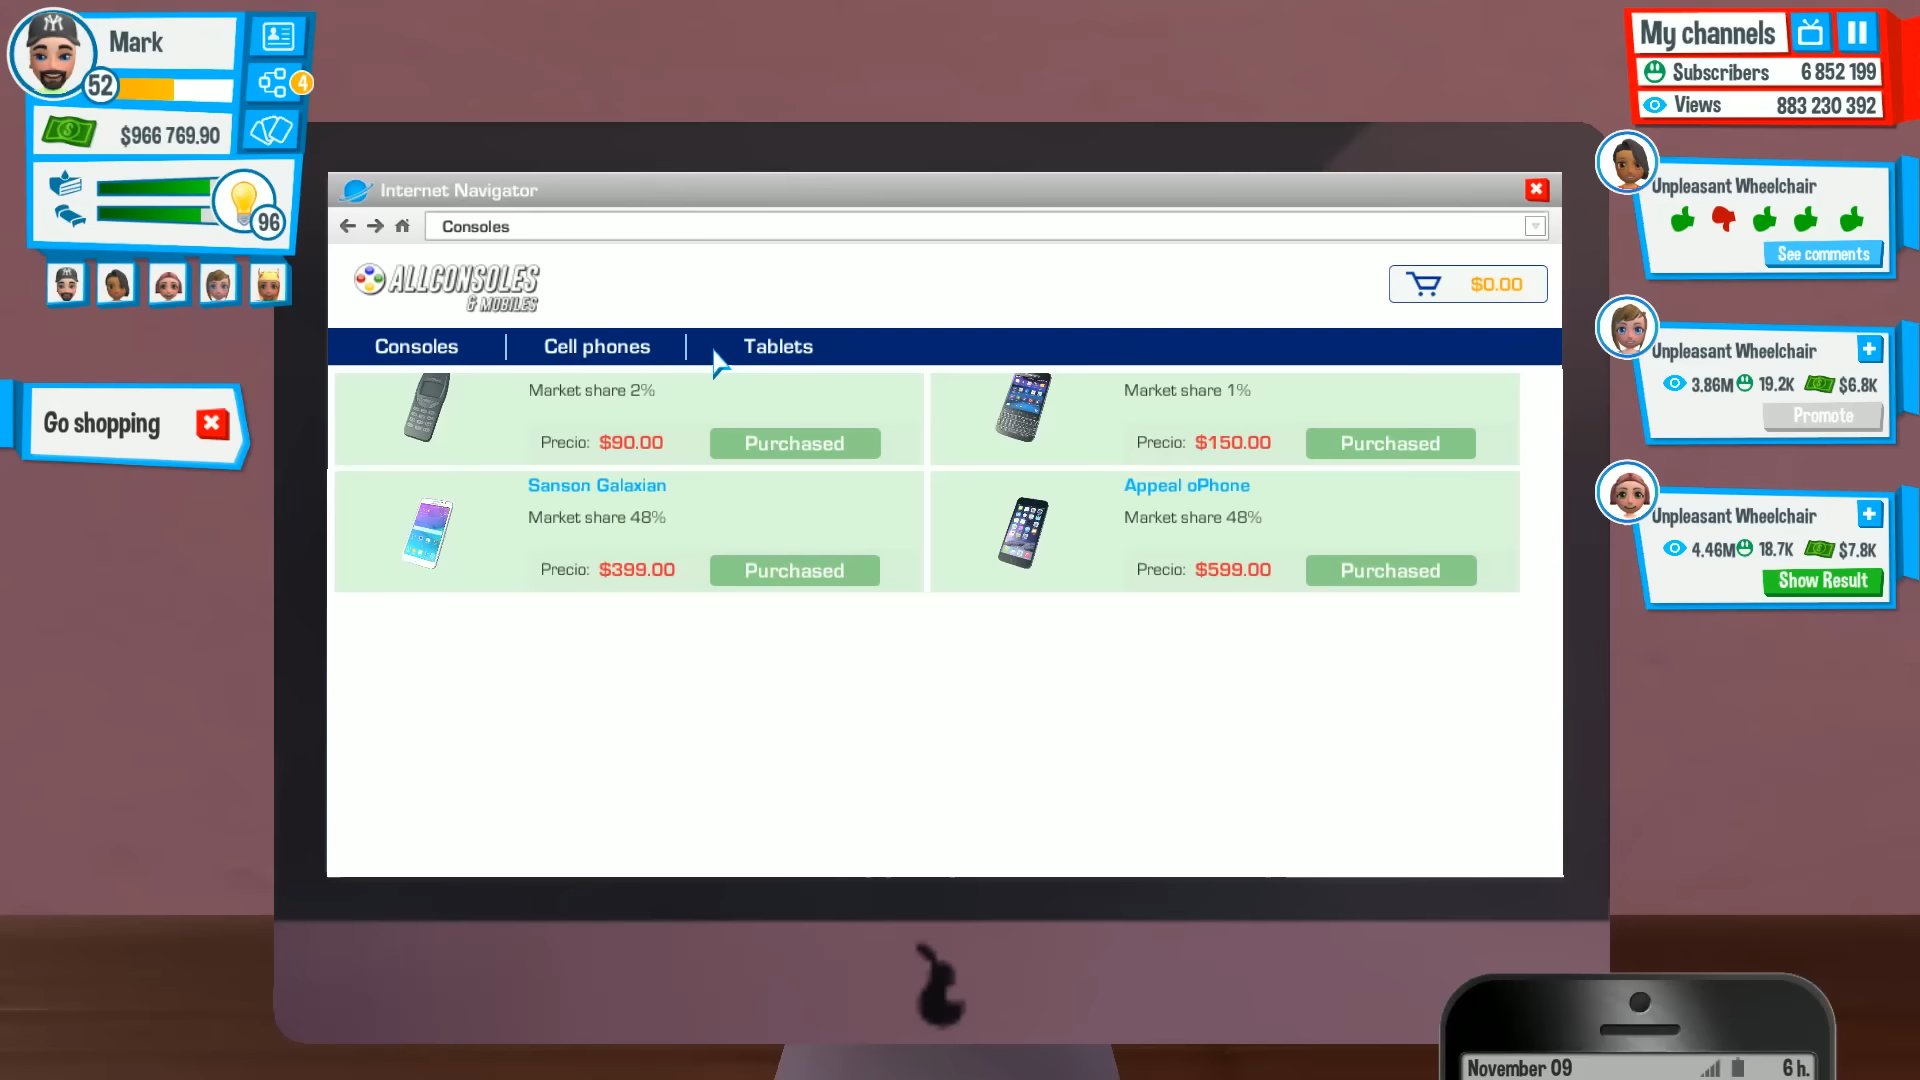 Mark
52
4
$966 769.90
96
Go shopping
Internet Navigator
Consoles
ALLCONSOLES
& MOBILES
$0.00
Consoles
Cell phones
Tablets
Market share 2%
Precio: $90.00
Purchased
Market share 1%
Precio: $150.00
Purchased
Sanson Galaxian
Market share 48%
Precio: $399.00
Purchased
Appeal oPhone
Market share 48%
Precio: $599.00
Purchased
My channels
Subscribers 6 852 199
Views 883 230 392
Unpleasant Wheelchair
See comments
Unpleasant Wheelchair
3.86M 19.2K $6.8K
Promote
Unpleasant Wheelchair
4.46M 18.7K $7.8K
Show Result
November 09
6 h.